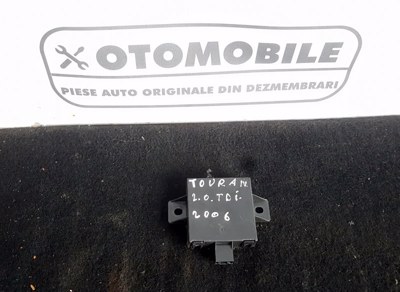 OTOMOBILE
PIESE AUTO ORIGINALE DIN DEZMEMBRARI
TOURAN
2.0.TDi.
2006